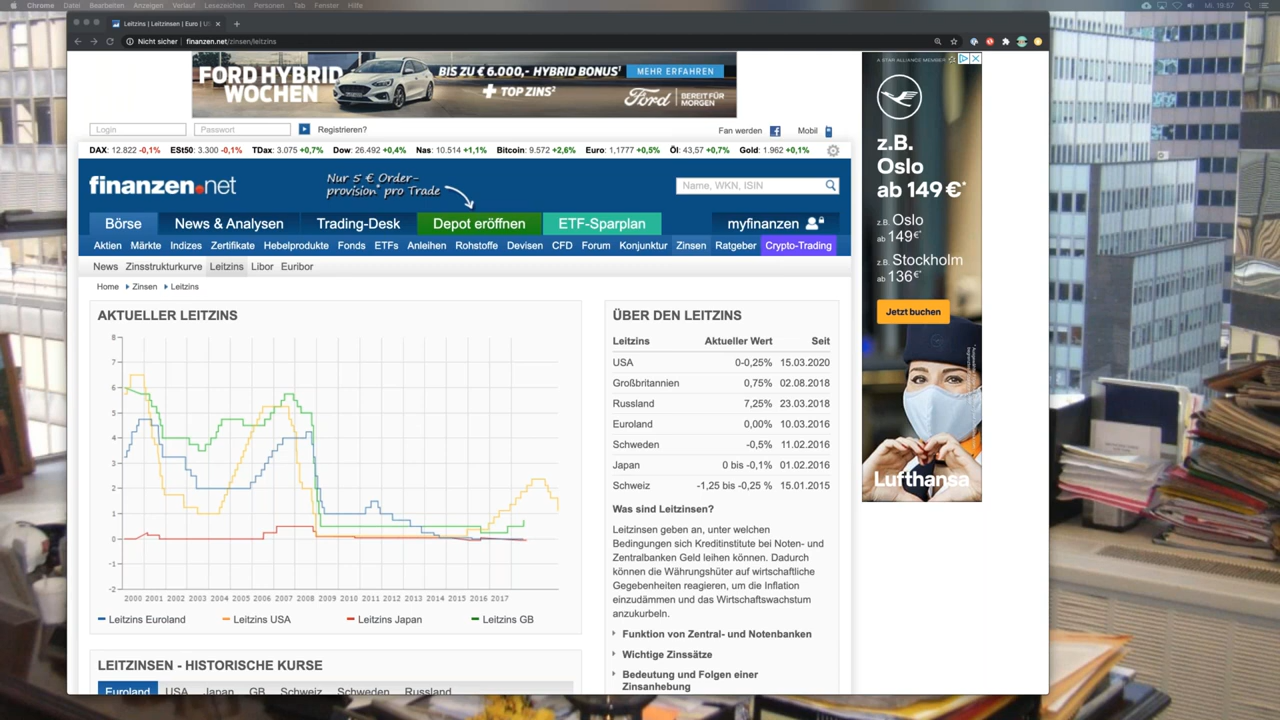 Chrome Datei Bearbeiten Anzeigen Verlauf Lesezeichen Personen Tab Fenster Hilfe
Leitzins | Leitzinsen | Euro | US
Nicht sicher | finanzen.net/zinsen/leitzins
FORD HYBRID WOCHEN
BIS ZU € 6.000,- HYBRID BONUS¹
+ TOP ZINS²
MEHR ERFAHREN
Ford BEREIT FÜR MORGEN
Login Passwort Registrieren? Fan werden Mobil
DAX: 12.822 -0,1% ESt50: 3.300 -0,1% TDax: 3.075 +0,7% Dow: 26.492 +0,4% Nas: 10.514 +1,1% Bitcoin: 9.572 +2,6% Euro: 1,1777 +0,5% Öl: 43,57 +0,7% Gold: 1.962 +0,1%
finanzen.net
Nur 5 € Order-
provision* pro Trade
Name, WKN, ISIN
Börse News & Analysen Trading-Desk Depot eröffnen ETF-Sparplan myfinanzen
Aktien Märkte Indizes Zertifikate Hebelprodukte Fonds ETFs Anleihen Rohstoffe Devisen CFD Forum Konjunktur Zinsen Ratgeber Crypto-Trading
News Zinsstrukturkurve Leitzins Libor Euribor
Home Zinsen Leitzins
AKTUELLER LEITZINS
8
7
6
5
4
3
2
1
0
-1
-2
2000 2001 2002 2003 2004 2005 2006 2007 2008 2009 2010 2011 2012 2013 2014 2015 2016 2017
Leitzins Euroland Leitzins USA Leitzins Japan Leitzins GB
LEITZINSEN - HISTORISCHE KURSE
Euroland USA Japan GB Schweiz Schweden Russland
ÜBER DEN LEITZINS
Leitzins Aktueller Wert Seit
USA 0-0,25% 15.03.2020
Großbritannien 0,75% 02.08.2018
Russland 7,25% 23.03.2018
Euroland 0,00% 10.03.2016
Schweden -0,5% 11.02.2016
Japan 0 bis -0,1% 01.02.2016
Schweiz -1,25 bis -0,25 % 15.01.2015
Was sind Leitzinsen?
Leitzinsen geben an, unter welchen
Bedingungen sich Kreditinstitute bei Noten- und
Zentralbanken Geld leihen können. Dadurch
können die Währungshüter auf wirtschaftliche
Gegebenheiten reagieren, um die Inflation
einzudämmen und das Wirtschaftswachstum
anzukurbeln.
Funktion von Zentral- und Notenbanken
Wichtige Zinssätze
Bedeutung und Folgen einer
Zinsanhebung
A STAR ALLIANCE MEMBER
z.B.
Oslo
ab 149 €*
z.B. Oslo
ab 149€*
z.B. Stockholm
ab 136€*
Jetzt buchen
Lufthansa